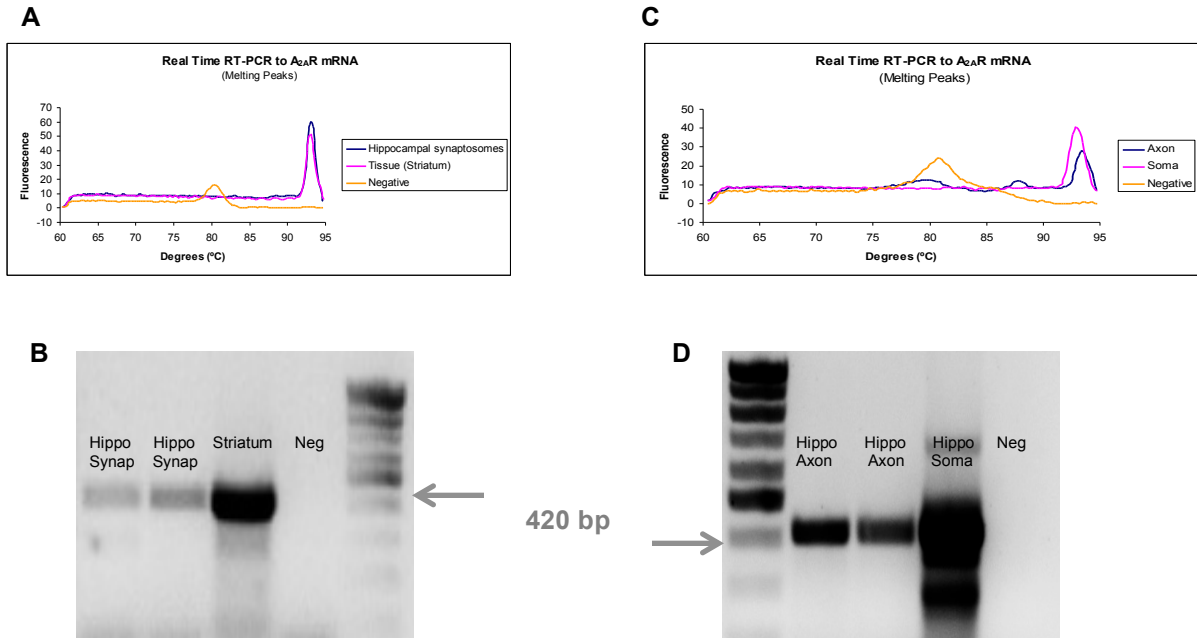 A
Real Time RT-PCR to A2AR mRNA
(Melting Peaks)
Fluorescence
70
60
50
40
30
20
10
0
-10
60
65
70
75
80
85
90
95
Degrees (ºC)
Hippocampal synaptosomes
Tissue (Striatum)
Negative
C
Real Time RT-PCR to A2AR mRNA
(Melting Peaks)
Fluorescence
50
40
30
20
10
0
-10
60
65
70
75
80
85
90
95
Degrees (ºC)
Axon
Soma
Negative
B
Hippo
Synap
Hippo
Synap
Striatum
Neg
420 bp
D
Hippo
Axon
Hippo
Axon
Hippo
Soma
Neg